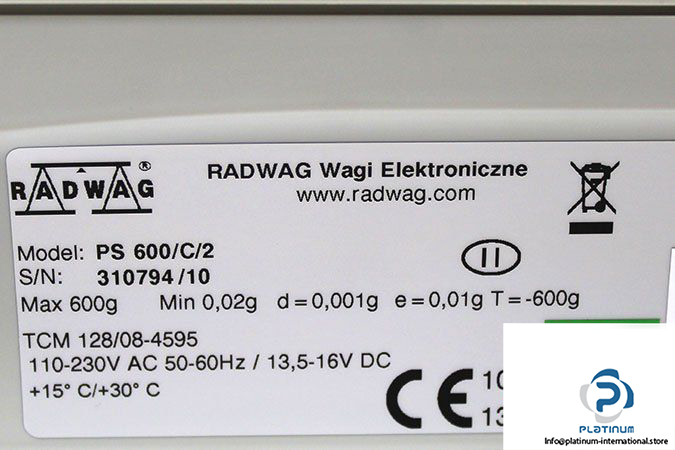 RADWAG®
RADWAG Wagi Elektroniczne
www.radwag.com
Model: PS 600/C/2
S/N: 310794/10
II
Max 600g Min 0,02g d=0,001g e=0,01g T=-600g
TCM 128/08-4595
110-230V AC 50-60Hz / 13,5-16V DC
+15° C/+30° C
CE
10
13
PLATINUM
Info@platinum-international.store